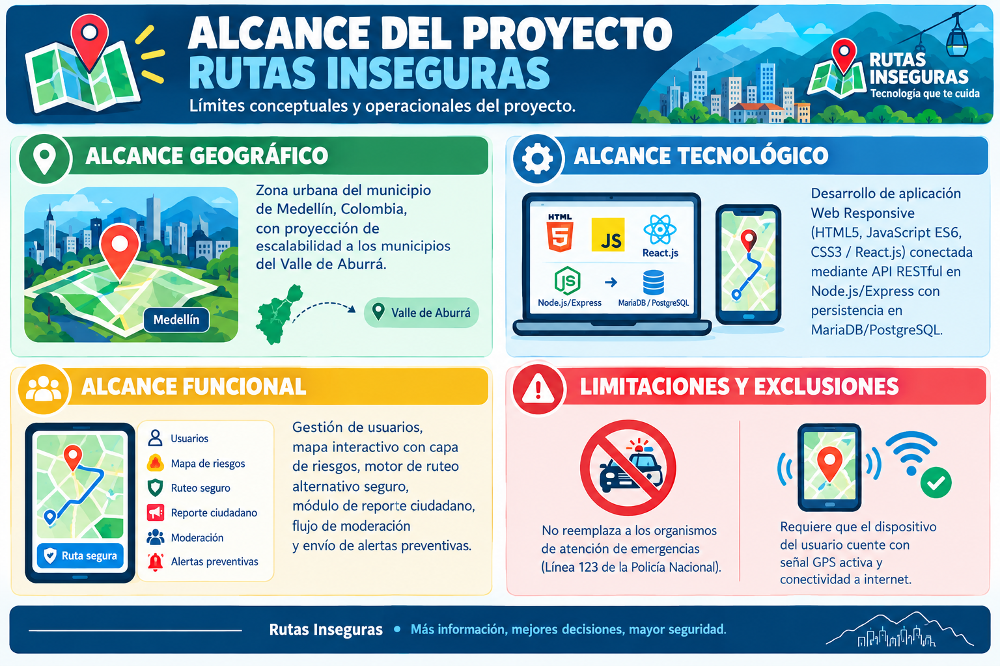 ALCANCE DEL PROYECTO
RUTAS INSEGURAS
Límites conceptuales y operacionales del proyecto.
RUTAS
INSEGURAS
Tecnología que te cuida
ALCANCE GEOGRÁFICO
Zona urbana del municipio
de Medellín, Colombia,
con proyección de
escalabilidad a los municipios
del Valle de Aburrá.
Medellín
Valle de Aburrá
ALCANCE TECNOLÓGICO
HTML
5
JS
React.js
JS
Node.js/Express
MariaDB / PostgreSQL
Desarrollo de aplicación
Web Responsive
(HTML5, JavaScript ES6,
CSS3 / React.js) conectada
mediante API RESTful en
Node.js/Express con
persistencia en
MariaDB/PostgreSQL.
ALCANCE FUNCIONAL
Ruta segura
Usuarios
Mapa de riesgos
Ruteo seguro
Reporte ciudadano
Moderación
Alertas preventivas
Gestión de usuarios,
mapa interactivo con capa
de riesgos, motor de ruteo
alternativo seguro,
módulo de reporte ciudadano,
flujo de moderación
y envío de alertas preventivas.
LIMITACIONES Y EXCLUSIONES
No reemplaza a los organismos
de atención de emergencias
(Línea 123 de la Policía Nacional).
Requiere que el dispositivo
del usuario cuente con
señal GPS activa y
conectividad a internet.
Rutas Inseguras • Más información, mejores decisiones, mayor seguridad.